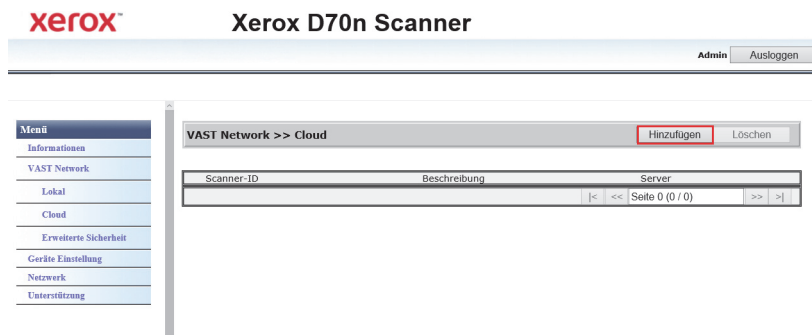 xerox™ Xerox D70n Scanner
Admin Ausloggen
Menü
Informationen
VAST Network
Lokal
Cloud
Erweiterte Sicherheit
Geräte Einstellung
Netzwerk
Unterstützung
VAST Network >> Cloud Hinzufügen Löschen
Scanner-ID Beschreibung Server
|< << Seite 0 (0 / 0) >> >|